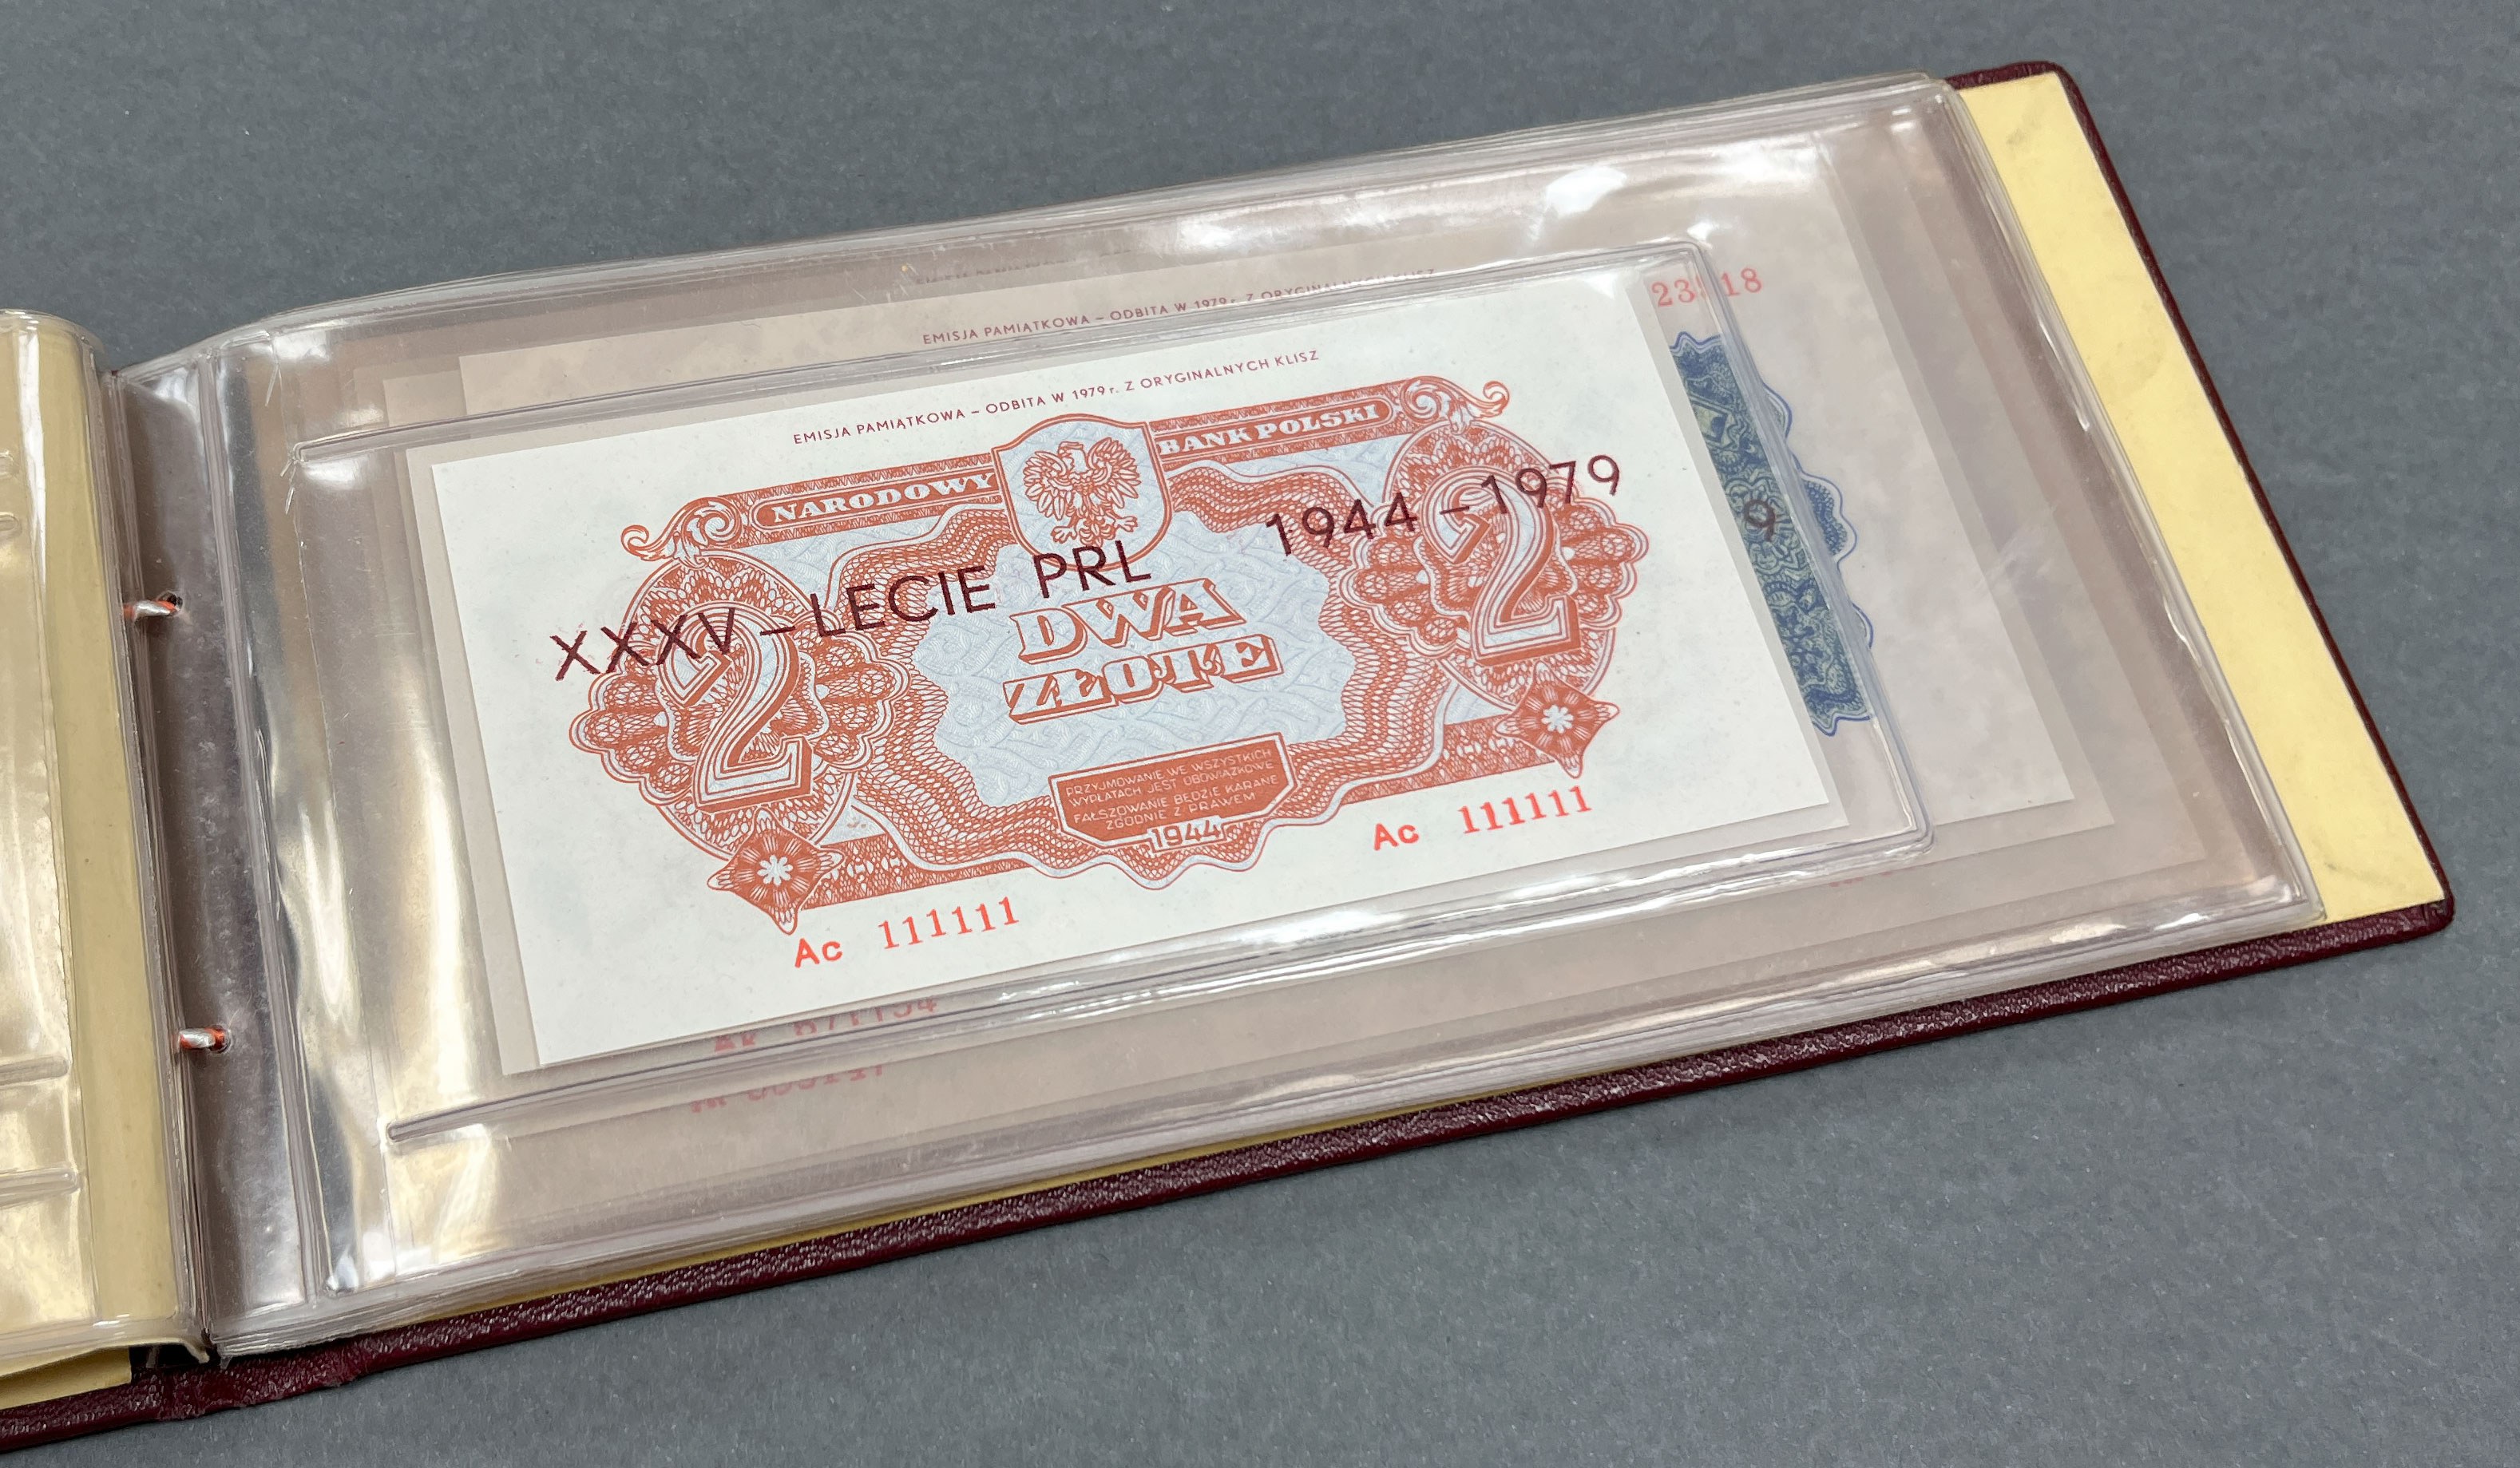 EMISJA PAMIĄTKOWA – ODBITA W 1979 r. Z ORYGINALNYCH KLISZ
EMISJA PAMIĄTKOWA – ODBITA W 1979 r. Z ORYGINALNYCH KLISZ
NARODOWY BANK POLSKI
XXXV – LECIE PRL 1944 – 1979
2 2
DWA
ZŁOTE
PRZYJMOWANIE WE WSZYSTKICH
WYPŁATACH JEST OBOWIĄZKOWE
FAŁSZOWANIE BĘDZIE KARANE
ZGODNIE Z PRAWEM
1944
Ac 111111
Ac 111111
18
9